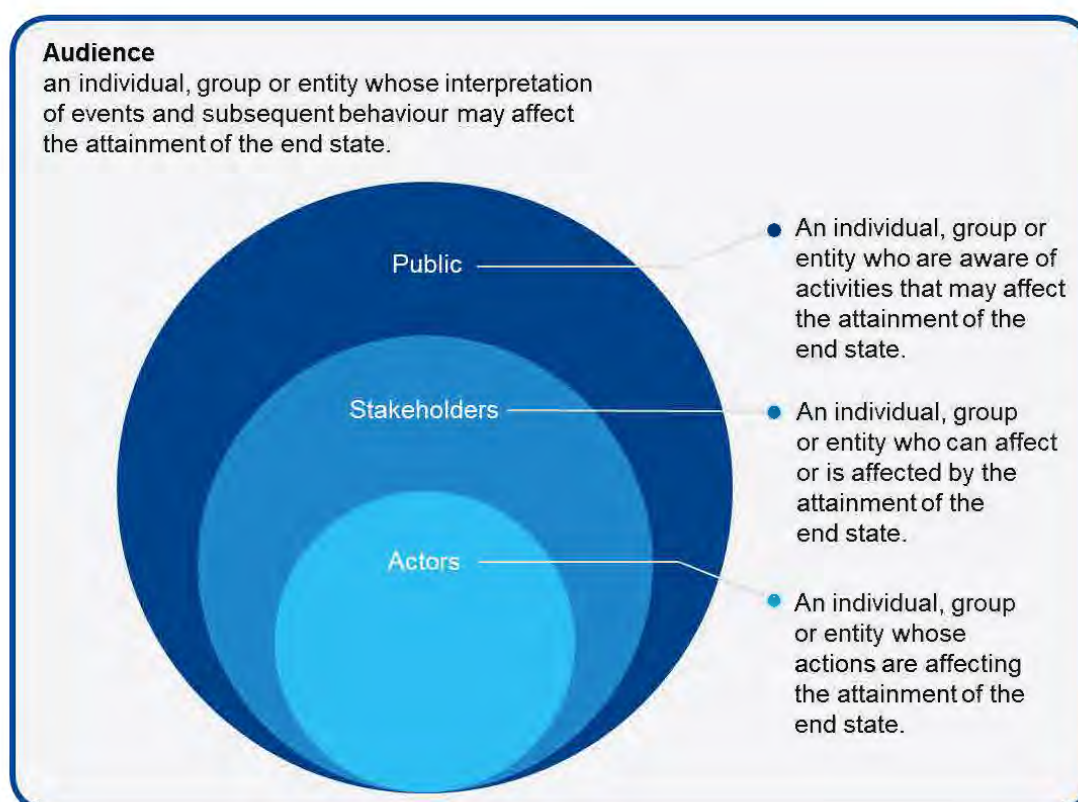 Audience
an individual, group or entity whose interpretation
of events and subsequent behaviour may affect
the attainment of the end state.
Public
An individual, group or
entity who are aware of
activities that may affect
the attainment of the
end state.
Stakeholders
An individual, group
or entity who can affect
or is affected by the
attainment of the
end state.
Actors
An individual, group
or entity whose
actions are affecting
the attainment of the
end state.